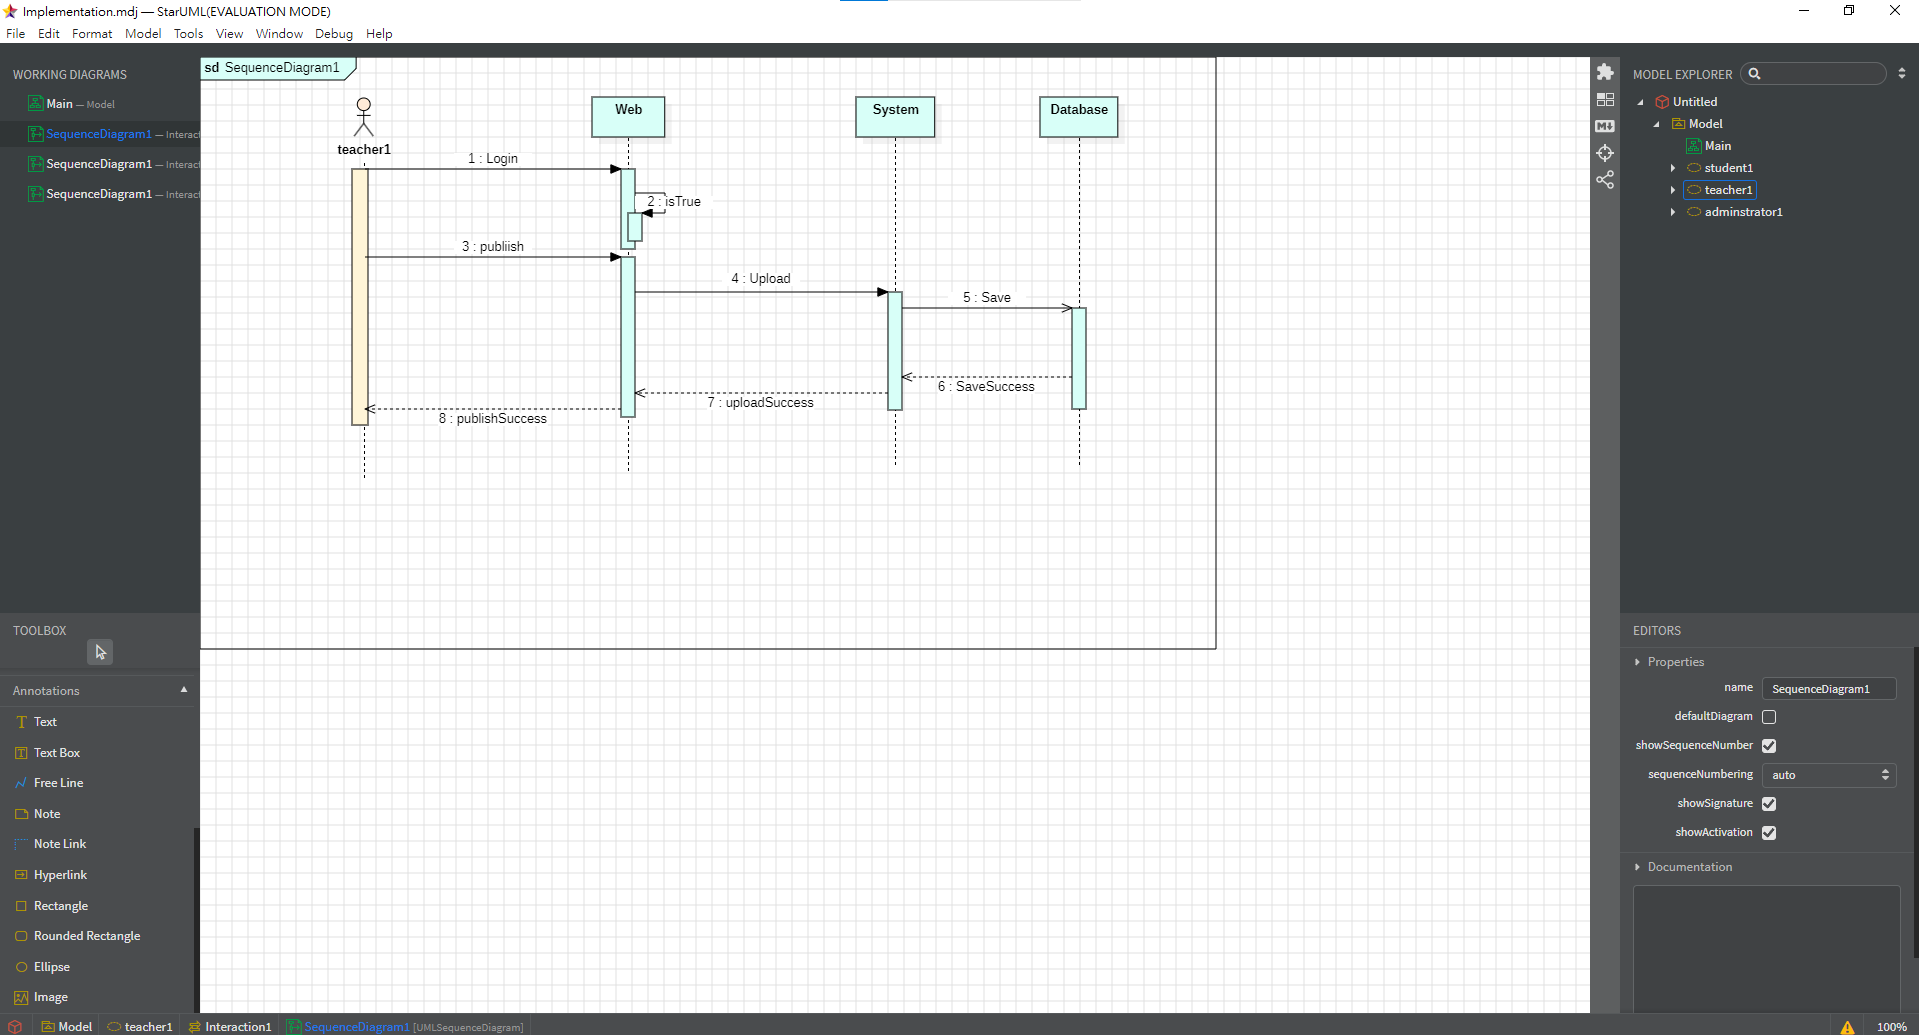 Implementation.mdj — StarUML(EVALUATION MODE)
File Edit Format Model Tools View Window Debug Help
WORKING DIAGRAMS
Main — Model
SequenceDiagram1 — Interact
SequenceDiagram1 — Interact
SequenceDiagram1 — Interact
TOOLBOX
Annotations
Text
Text Box
Free Line
Note
Note Link
Hyperlink
Rectangle
Rounded Rectangle
Ellipse
Image
sd SequenceDiagram1
teacher1
Web
System
Database
1 : Login
2 : isTrue
3 : publiish
4 : Upload
5 : Save
6 : SaveSuccess
7 : uploadSuccess
8 : publishSuccess
MODEL EXPLORER
Untitled
Model
Main
student1
teacher1
adminstrator1
EDITORS
Properties
name SequenceDiagram1
defaultDiagram
showSequenceNumber
sequenceNumbering auto
showSignature
showActivation
Documentation
Model teacher1 Interaction1 SequenceDiagram1 [UMLSequenceDiagram]
100%